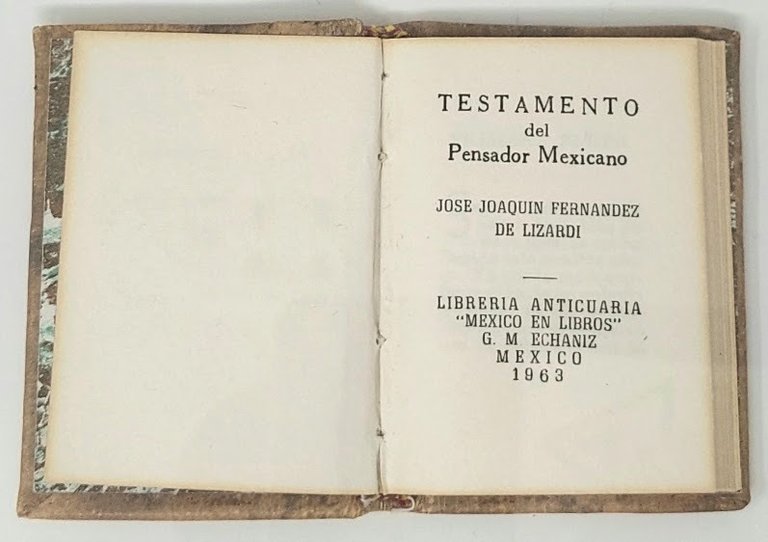 TESTAMENTO
del
Pensador Mexicano
JOSE JOAQUIN FERNANDEZ
DE LIZARDI
LIBRERIA ANTICUARIA
"MEXICO EN LIBROS"
G. M. ECHANIZ
MEXICO
1963